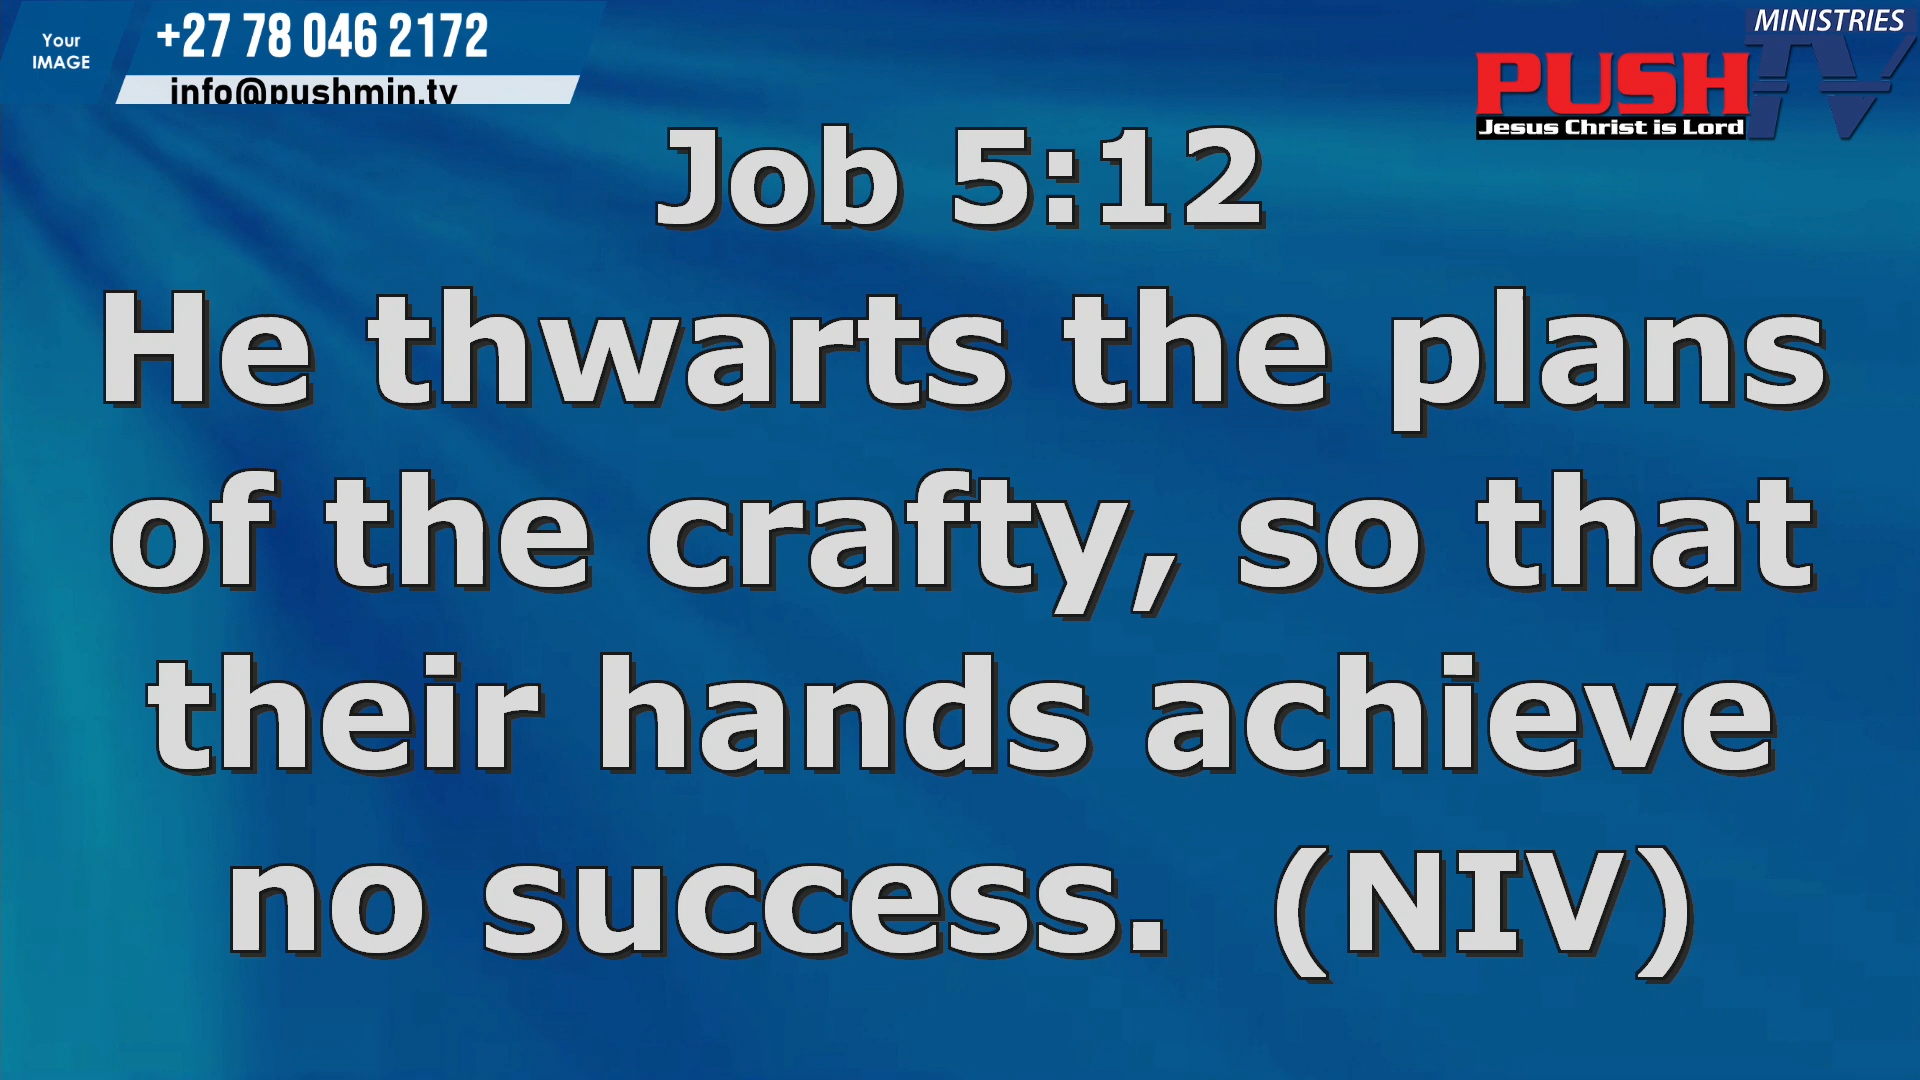 Your
IMAGE
+27 78 046 2172
info@pushmin.tv
MINISTRIES
PUSH TV
Jesus Christ is Lord
Job 5:12
He thwarts the plans
of the crafty, so that
their hands achieve
no success.  (NIV)